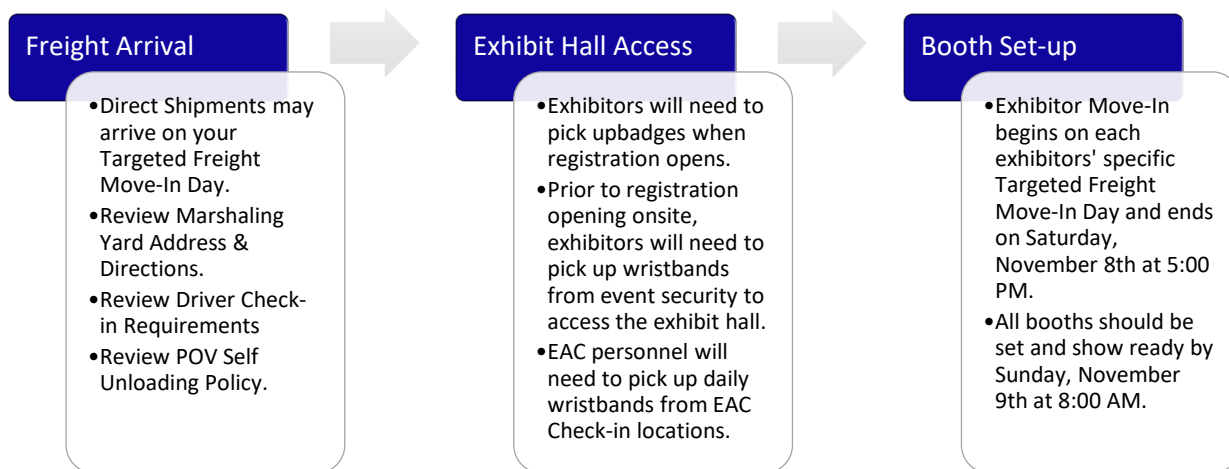 Freight Arrival
•Direct Shipments may
arrive on your
Targeted Freight
Move-In Day.
•Review Marshaling
Yard Address &
Directions.
•Review Driver Check-
in Requirements
•Review POV Self
Unloading Policy.
Exhibit Hall Access
•Exhibitors will need to
pick upbadges when
registration opens.
•Prior to registration
opening onsite,
exhibitors will need to
pick up wristbands
from event security to
access the exhibit hall.
•EAC personnel will
need to pick up daily
wristbands from EAC
Check-in locations.
Booth Set-up
•Exhibitor Move-In
begins on each
exhibitors' specific
Targeted Freight
Move-In Day and ends
on Saturday,
November 8th at 5:00
PM.
•All booths should be
set and show ready by
Sunday, November
9th at 8:00 AM.